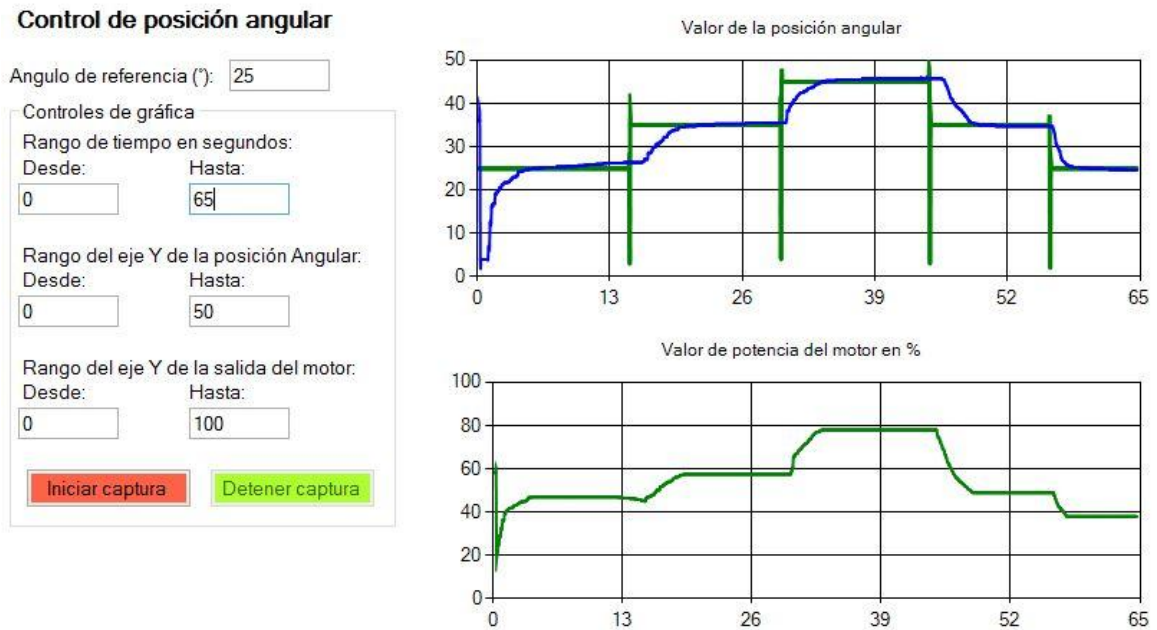 Control de posición angular
Angulo de referencia (°): 25
Controles de gráfica
Rango de tiempo en segundos:
Desde: Hasta:
0 65
Rango del eje Y de la posición Angular:
Desde: Hasta:
0 50
Rango del eje Y de la salida del motor:
Desde: Hasta:
0 100
Iniciar captura Detener captura
Valor de la posición angular
50
40
30
20
10
0
0 13 26 39 52 65
Valor de potencia del motor en %
100
80
60
40
20
0
0 13 26 39 52 65